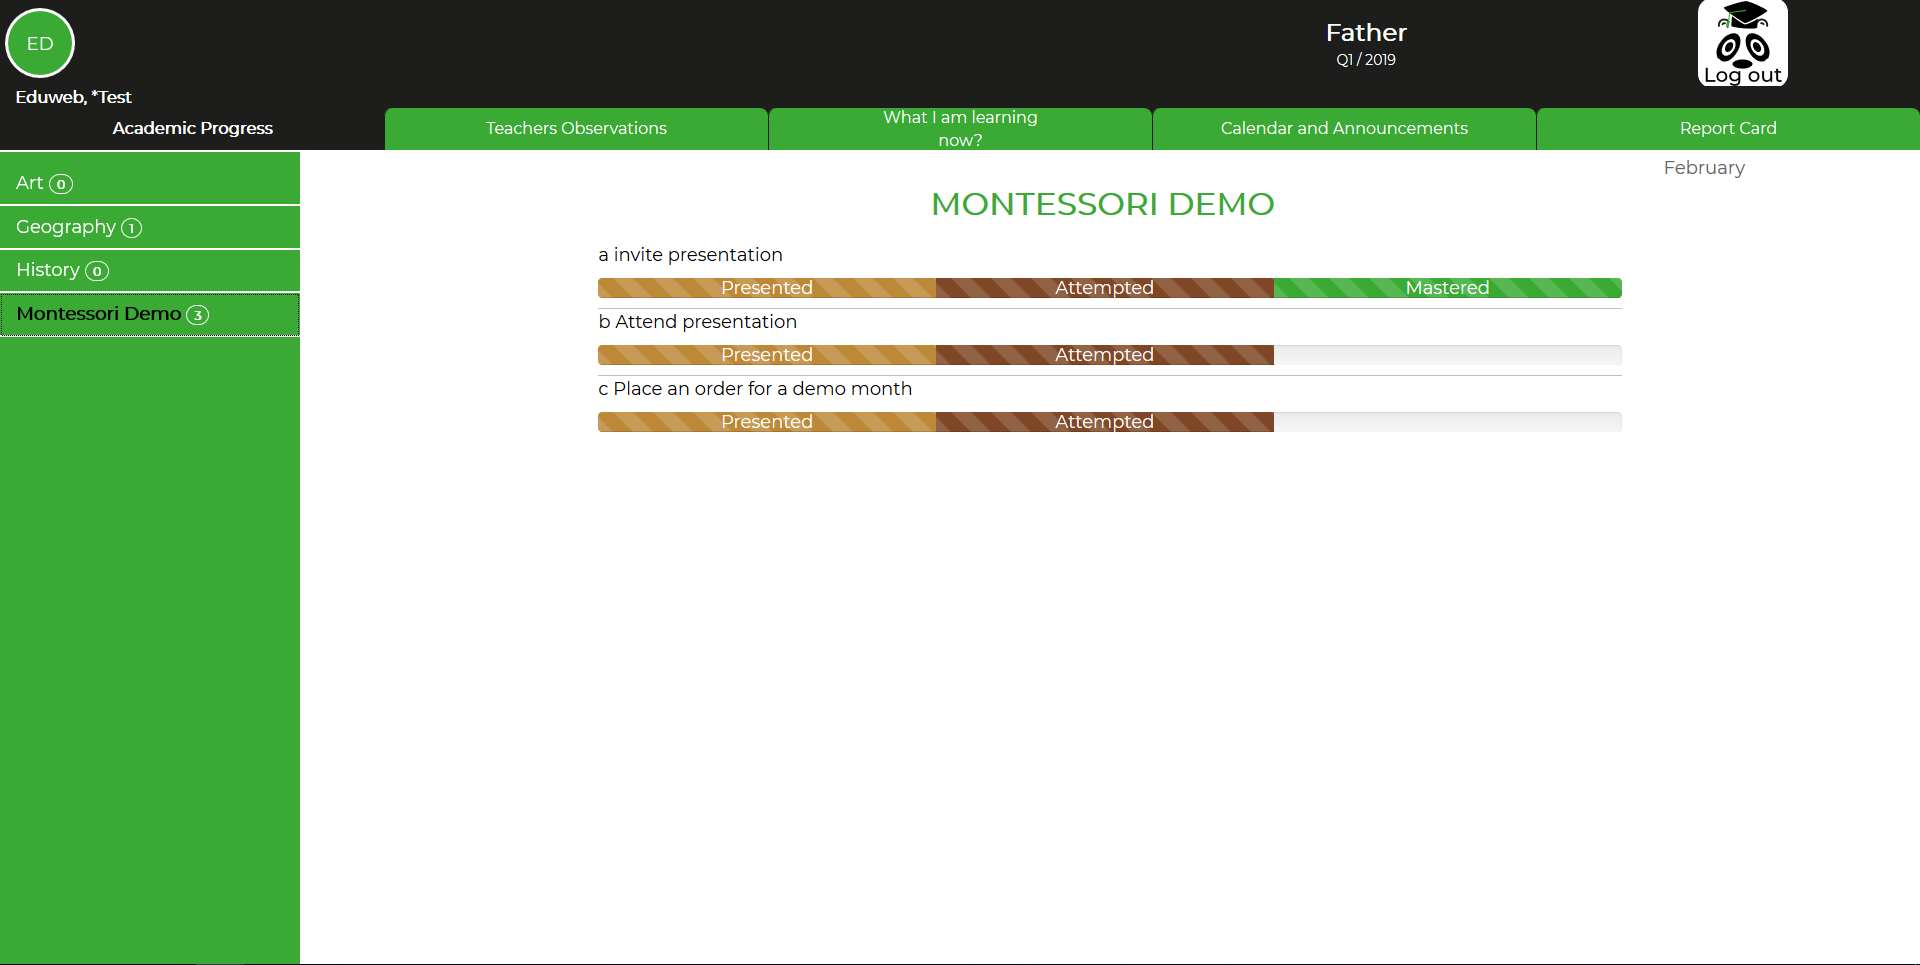 ED
Father
Q1 / 2019
Log out
Eduweb, *Test
Academic Progress
Teachers Observations
What I am learning
now?
Calendar and Announcements
Report Card
Art 0
Geography 1
History 0
Montessori Demo 3
February
MONTESSORI DEMO
a invite presentation
Presented Attempted Mastered
b Attend presentation
Presented Attempted
c Place an order for a demo month
Presented Attempted